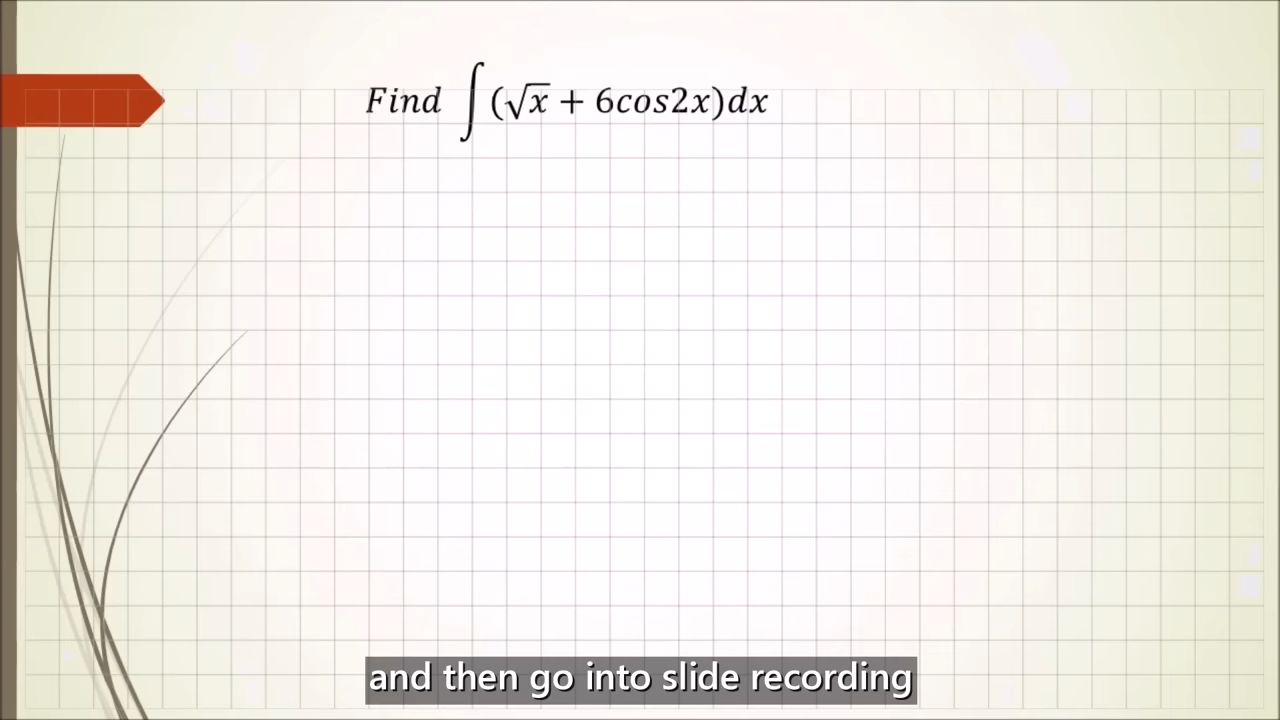 Find ∫(√x + 6cos2x)dx
and then go into slide recording